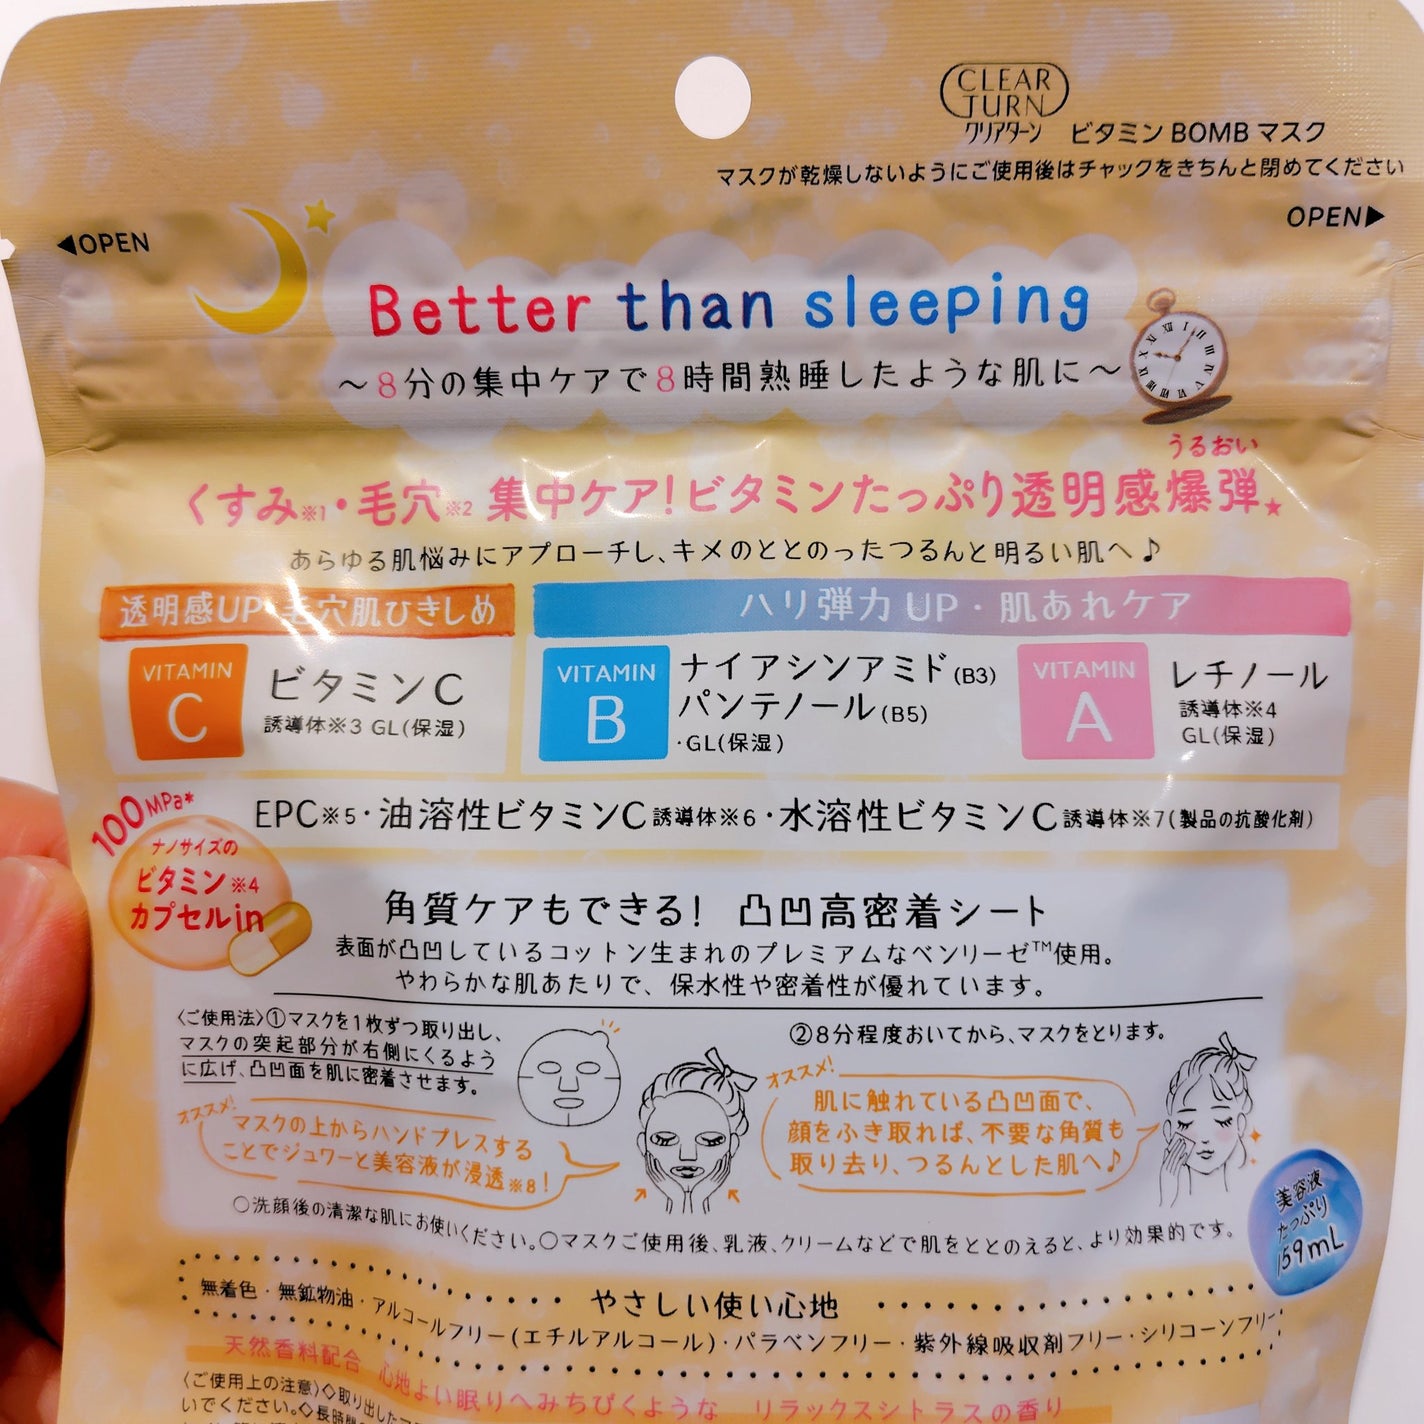 CLEAR
TURN
クリアターン ビタミン BOMB マスク
マスクが乾燥しないようにご使用後はチャックをきちんと閉めてください
◀OPEN
OPEN▶
Better than sleeping
～8分の集中ケアで8時間熟睡したような肌に～
うるおい
くすみ※1・毛穴※2 集中ケア!ビタミンたっぷり透明感爆弾★
あらゆる肌悩みにアプローチし、キメのととのったつるんと明るい肌へ♪
透明感UP・毛穴肌ひきしめ
ハリ弾力 UP・肌あれケア
VITAMIN
C
ビタミンC
誘導体※3 GL(保湿)
VITAMIN
B
ナイアシンアミド(B3)
パンテノール(B5)
・GL(保湿)
VITAMIN
A
レチノール
誘導体※4
GL(保湿)
100MPa*
ナノサイズの
ビタミン※4
カプセルin
EPC※5・油溶性ビタミンC誘導体※6・水溶性ビタミンC誘導体※7(製品の抗酸化剤)
角質ケアもできる! 凸凹高密着シート
表面が凸凹しているコットン生まれのプレミアムなベンリーゼ™使用。
やわらかな肌あたりで、保水性や密着性が優れています。
〈ご使用法〉①マスクを1枚ずつ取り出し、
マスクの突起部分が右側にくるよう
に広げ、凸凹面を肌に密着させます。
オススメ!
マスクの上からハンドプレスする
ことでジュワーと美容液が浸透※8!
②8分程度おいてから、マスクをとります。
オススメ!
肌に触れている凸凹面で、
顔をふき取れば、不要な角質も
取り去り、つるんとした肌へ♪
○洗顔後の清潔な肌にお使いください。○マスクご使用後、乳液、クリームなどで肌をととのえると、より効果的です。
美容液
たっぷり
159mL
やさしい使い心地
無着色・無鉱物油・アルコールフリー(エチルアルコール)・パラベンフリー・紫外線吸収剤フリー・シリコーンフリー
天然香料配合 心地よい眠りへみちびくような リラックスシトラスの香り
〈ご使用上の注意〉◇取り出した
いでください。◇長時間